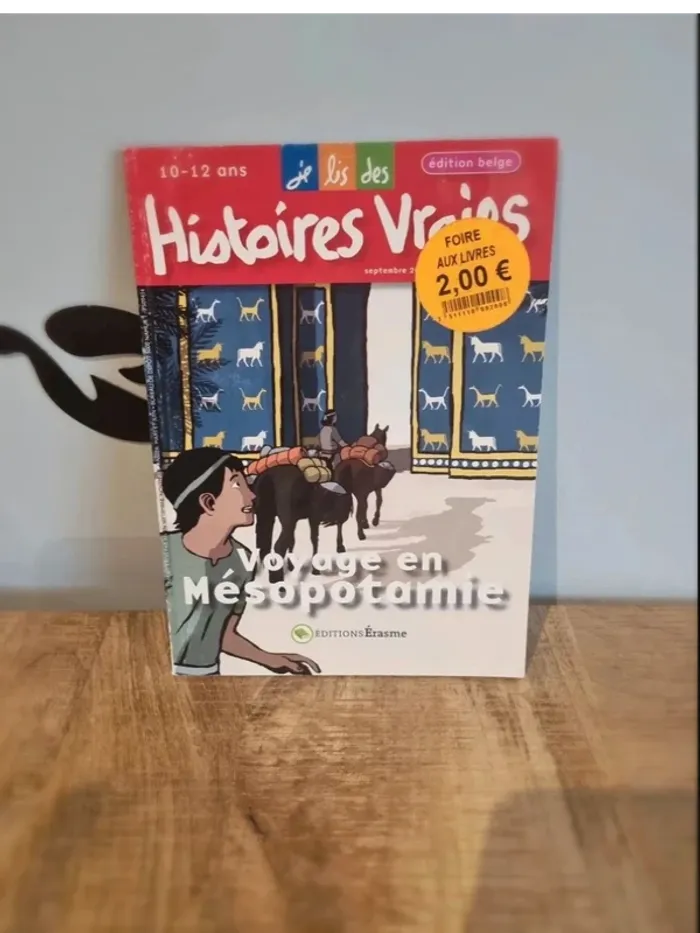 10-12 ans
je lis des
édition belge
Histoires Vraies
septembre
FOIRE
AUX LIVRES
2,00 €
Voyage en
Mésopotamie
EDITIONS Érasme